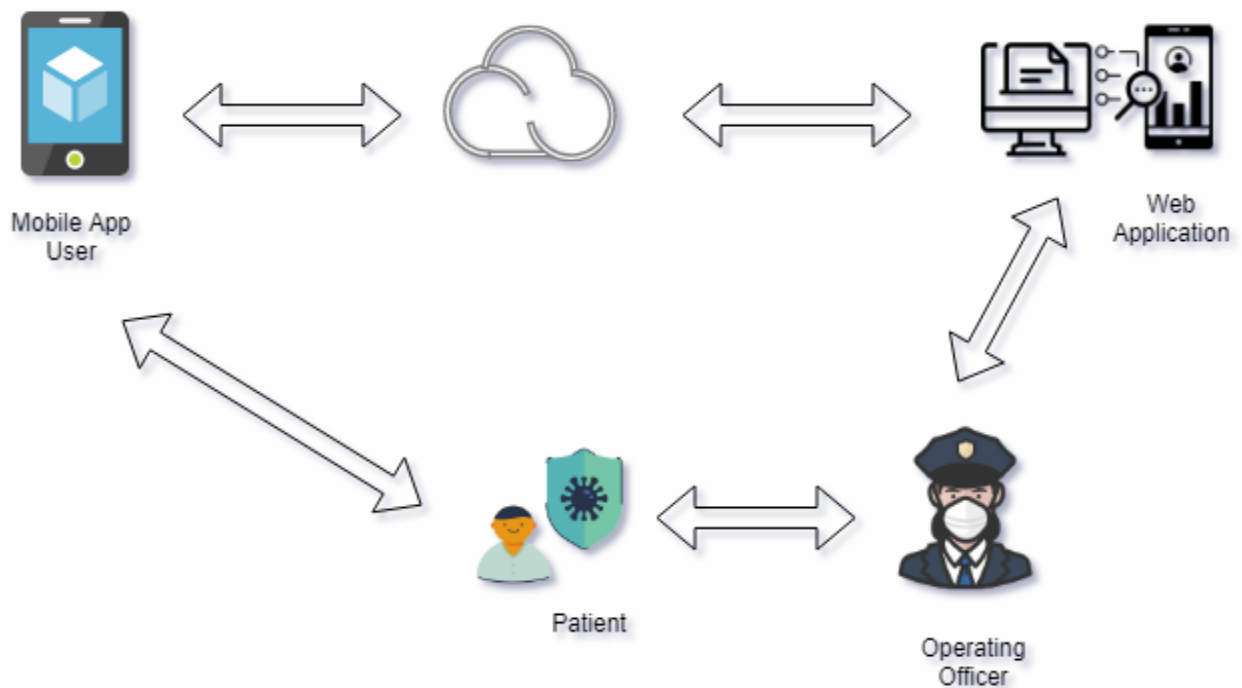 Mobile App
User
Web
Application
Patient
Operating
Officer